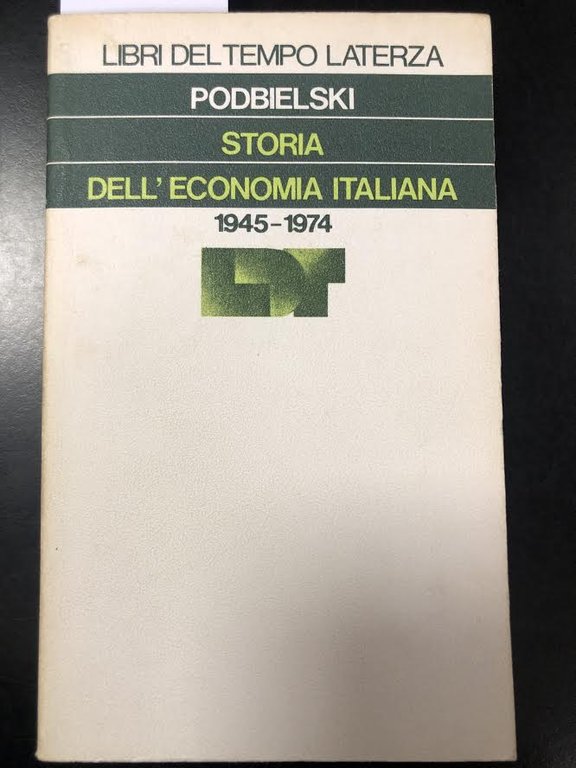 LIBRI DEL TEMPO LATERZA
PODBIELSKI
STORIA
DELL'ECONOMIA ITALIANA
1945-1974
LDT